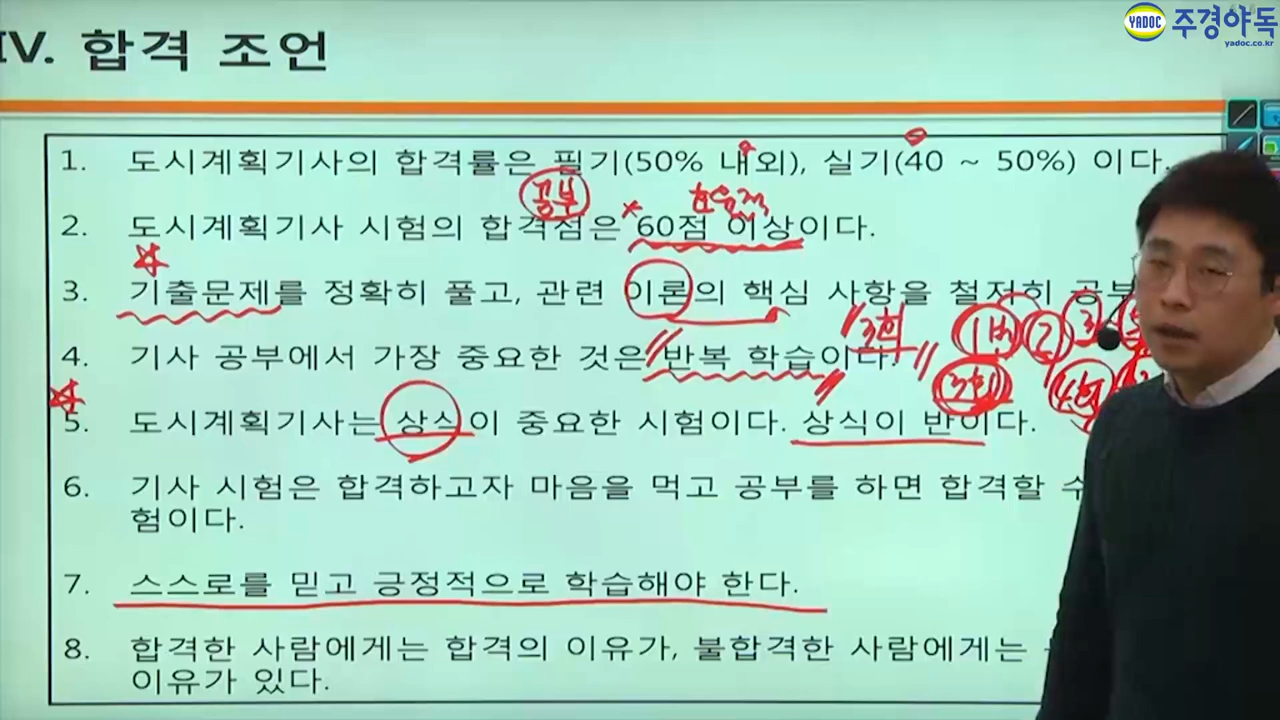 YADOC 주경야독
yadoc.co.kr
IV. 합격 조언
1. 도시계획기사의 합격률은 필기(50% 내외), 실기(40 ~ 50%) 이다.
공부
2. 도시계획기사 시험의 합격점은 60점 이상이다.
3. 기출문제를 정확히 풀고, 관련 이론의 핵심 사항을 철저히 공부
3회 1번 2 3
4. 기사 공부에서 가장 중요한 것은 반복 학습이다.
3회 4회
5. 도시계획기사는 상식이 중요한 시험이다. 상식이 반이다.
6. 기사 시험은 합격하고자 마음을 먹고 공부를 하면 합격할 수
험이다.
7. 스스로를 믿고 긍정적으로 학습해야 한다.
8. 합격한 사람에게는 합격의 이유가, 불합격한 사람에게는
이유가 있다.